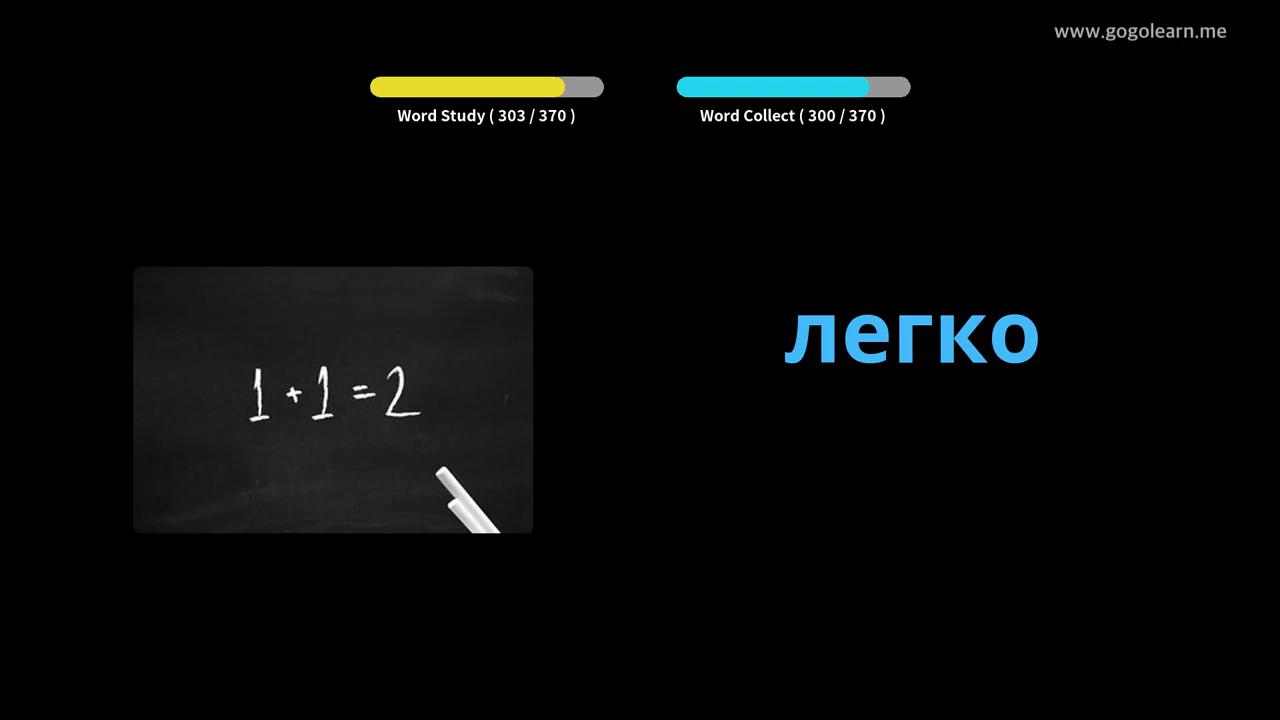 www.gogolearn.me
Word Study ( 303 / 370 )
Word Collect ( 300 / 370 )
легко
1 + 1 = 2